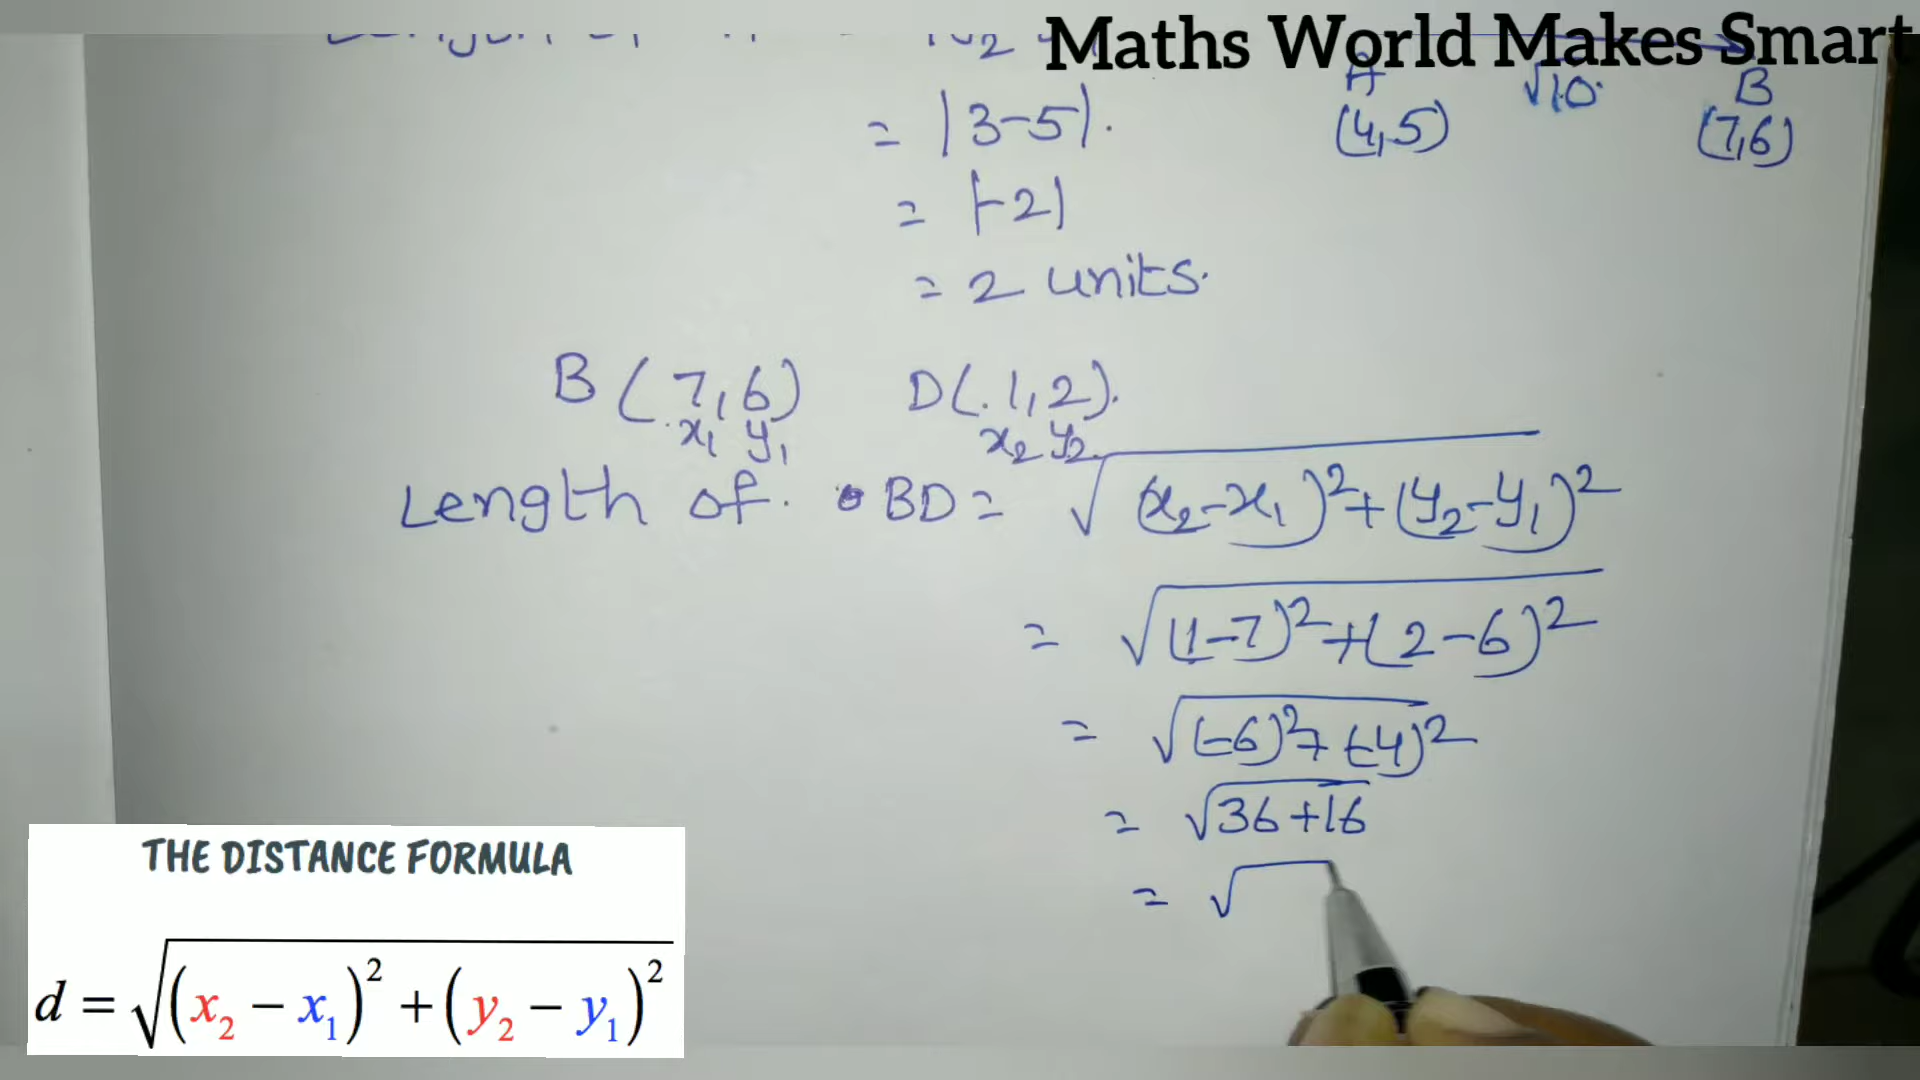 Maths World Makes Smart
A √10. B
(4,5) (7,6)
= |3-5|.
= |-2|
= 2 units.
B(7,6) D(.1,2).
x₁ y₁ x₂ y₂
Length of. BD = √(x₂-x₁)²+(y₂-y₁)²
= √(1-7)²+(2-6)²
= √(-6)²+(-4)²
= √36+16
= √
THE DISTANCE FORMULA
d = √(x₂ − x₁)² + (y₂ − y₁)²